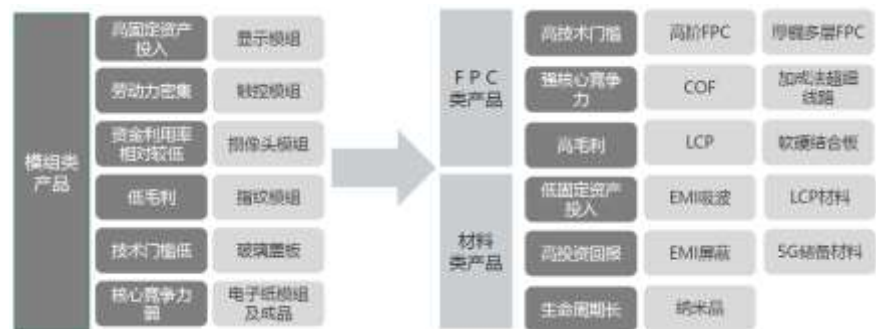 模组类
产品
高固定资产
投入
显示模组
劳动力密集
触控模组
资金利用率
相对较低
摄像头模组
低毛利
指纹模组
技术门槛低
玻璃盖板
核心竞争力
弱
电子纸模组
及成品
FPC
类产品
高技术门槛
高阶FPC
厚铜多层FPC
强核心竞争
力
COF
加成法超细
线路
高毛利
LCP
软硬结合板
材料
类产品
低固定资产
投入
EMI吸波
LCP材料
高投资回报
EMI屏蔽
5G储备材料
生命周期长
纳米晶